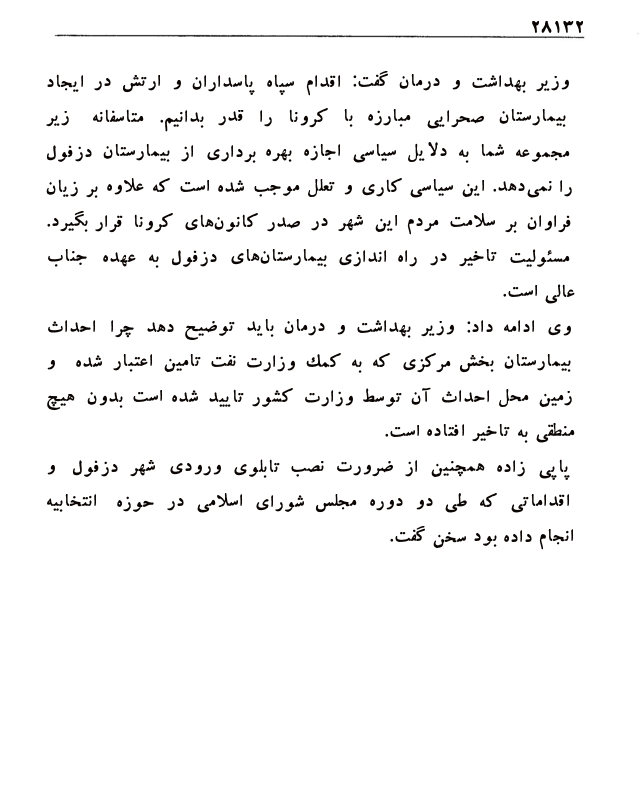 ۲۸۱۳۲
وزیر بهداشت و درمان گفت: اقدام سپاه پاسداران و ارتش در ایجاد
بیمارستان صحرایی مبارزه با کرونا را قدر بدانیم. متاسفانه زیر
مجموعه شما به دلایل سیاسی اجازه بهره برداری از بیمارستان دزفول
را نمی‌دهد. این سیاسی کاری و تعلل موجب شده است که علاوه بر زیان
فراوان بر سلامت مردم این شهر در صدر کانون‌های کرونا قرار بگیرد.
مسئولیت تاخیر در راه اندازی بیمارستان‌های دزفول به عهده جناب
عالی است.
وی ادامه داد: وزیر بهداشت و درمان باید توضیح دهد چرا احداث
بیمارستان بخش مرکزی که به کمک وزارت نفت تامین اعتبار شده و
زمین محل احداث آن توسط وزارت کشور تایید شده است بدون هیچ
منطقی به تاخیر افتاده است.
پاپی زاده همچنین از ضرورت نصب تابلوی ورودی شهر دزفول و
اقداماتی که طی دو دوره مجلس شورای اسلامی در حوزه انتخابیه
انجام داده بود سخن گفت.